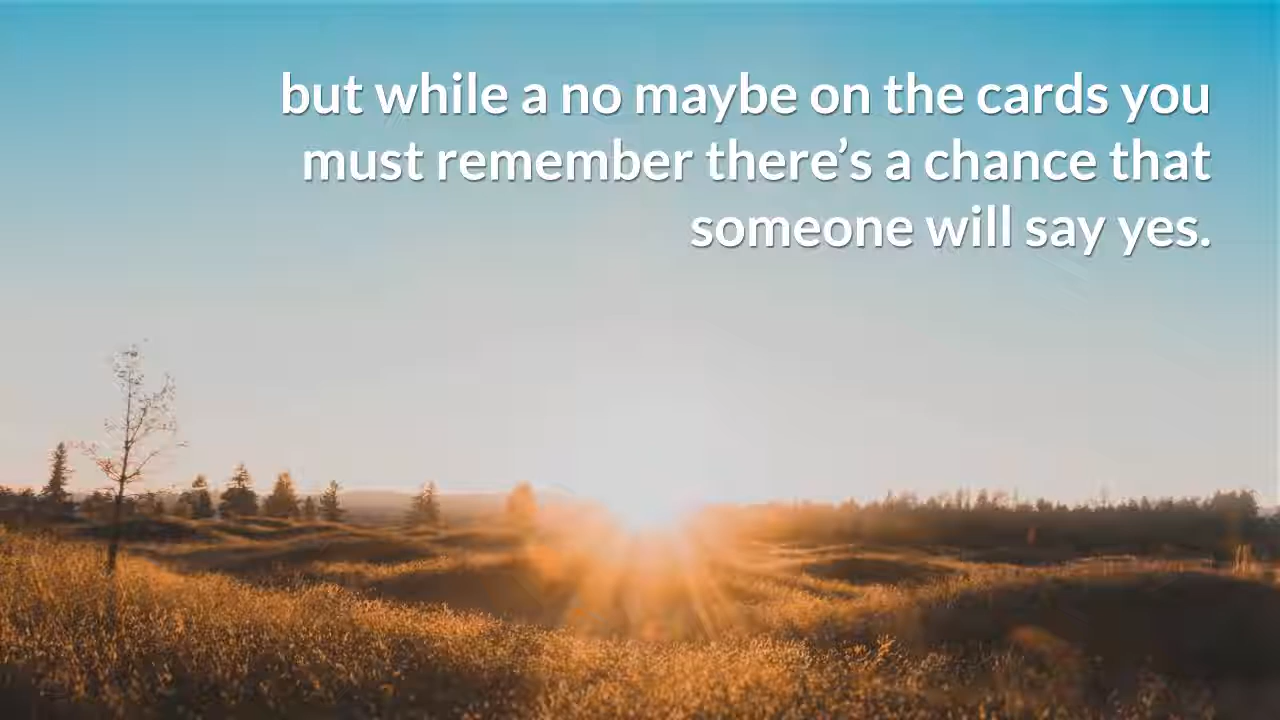 but while a no maybe on the cards you
must remember there’s a chance that
someone will say yes.